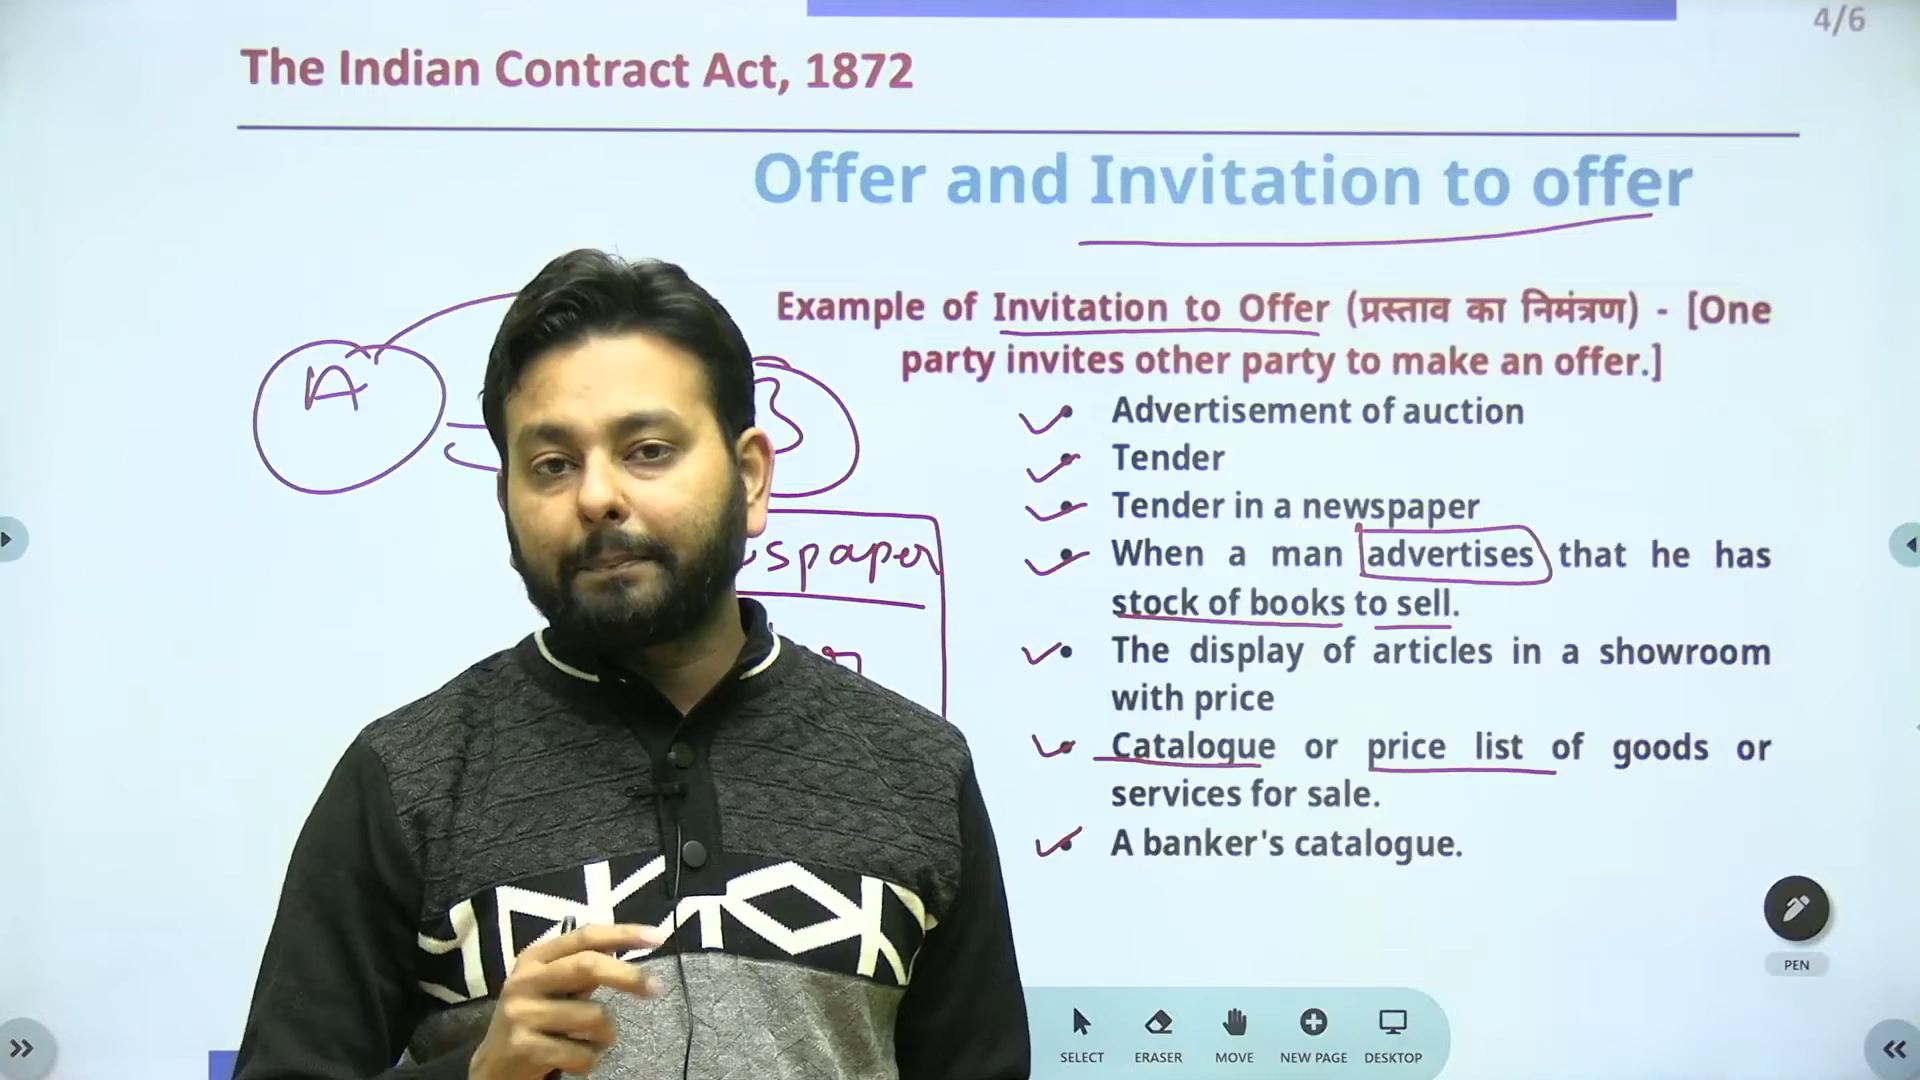 4/6
The Indian Contract Act, 1872
Offer and Invitation to offer
Example of Invitation to Offer (प्रस्ताव का निमंत्रण) - [One
party invites other party to make an offer.]
A
B
• Advertisement of auction
• Tender
• Tender in a newspaper
• When a man advertises that he has
stock of books to sell.
• The display of articles in a showroom
with price
• Catalogue or price list of goods or
services for sale.
• A banker's catalogue.
PEN
SELECT ERASER MOVE NEW PAGE DESKTOP